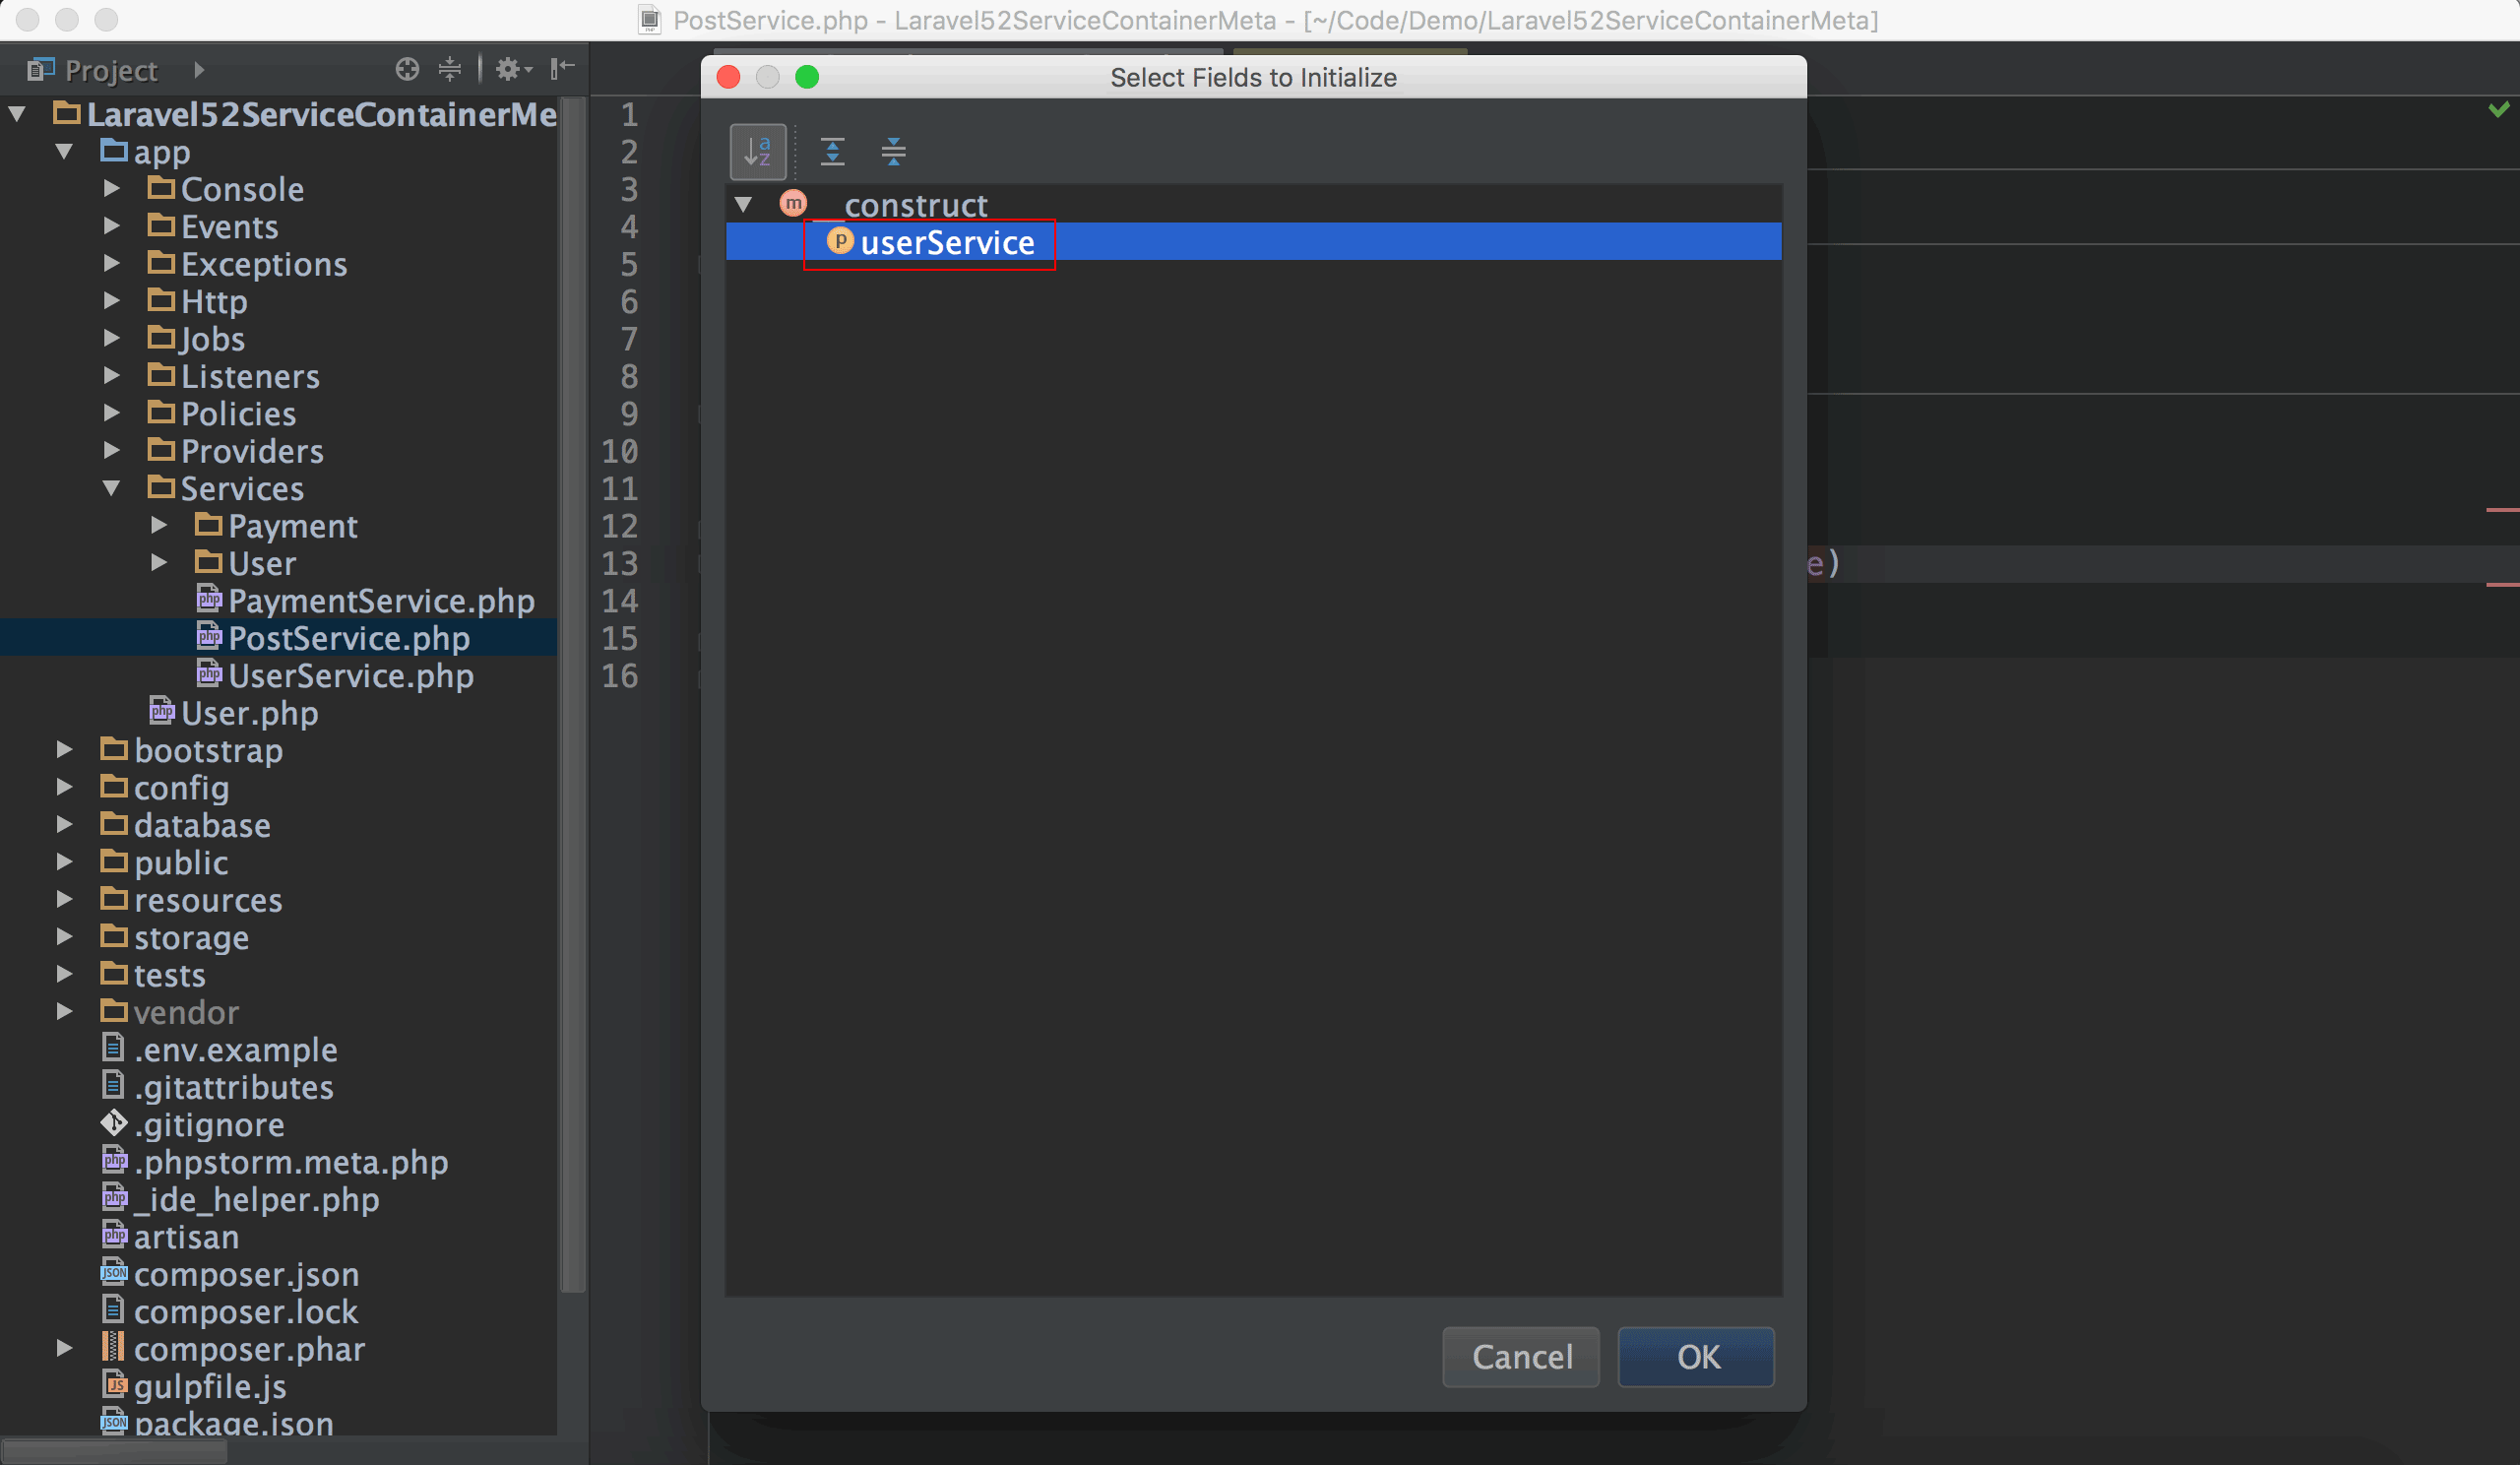 PostService.php - Laravel52ServiceContainerMeta - [~/Code/Demo/Laravel52ServiceContainerMeta]
Project
Laravel52ServiceContainerMe
app
Console
Events
Exceptions
Http
Jobs
Listeners
Policies
Providers
Services
Payment
User
PaymentService.php
PostService.php
UserService.php
User.php
bootstrap
config
database
public
resources
storage
tests
vendor
.env.example
.gitattributes
.gitignore
.phpstorm.meta.php
_ide_helper.php
artisan
composer.json
composer.lock
composer.phar
gulpfile.js
package.json
1
2
3
4
5
6
7
8
9
10
11
12
13
14
15
16
e)
Select Fields to Initialize
__construct
userService
Cancel
OK